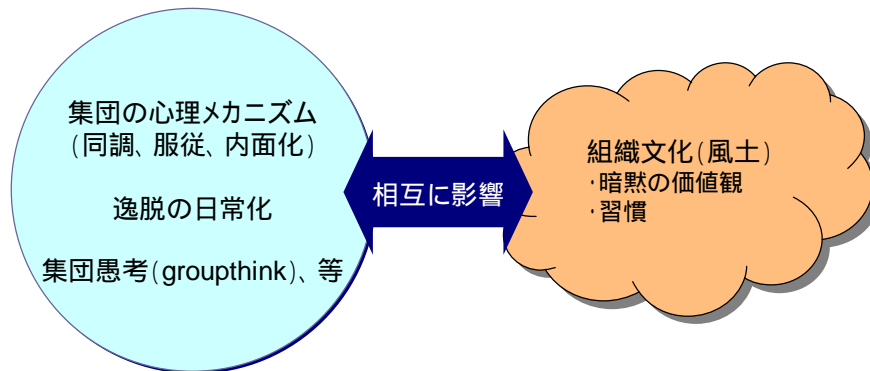 集団の心理メカニズム
(同調、服従、内面化)
逸脱の日常化
集団愚考(groupthink)、等
相互に影響
組織文化(風土)
・暗黙の価値観
・習慣